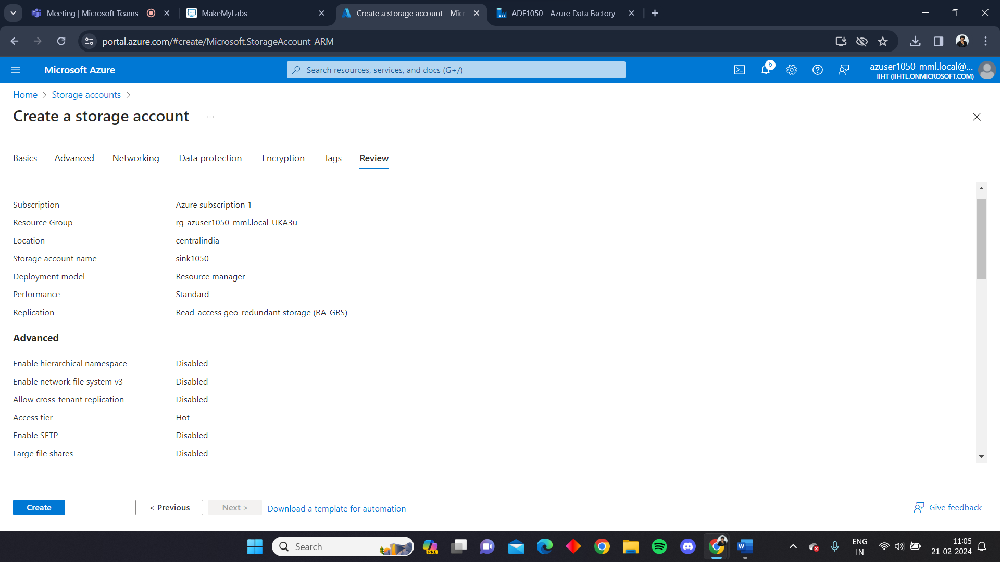 Meeting | Microsoft Teams
MakeMyLabs
Create a storage account - Micr
ADF1050 - Azure Data Factory
portal.azure.com/#create/Microsoft.StorageAccount-ARM
Microsoft Azure
Search resources, services, and docs (G+/)
6
azuser1050_mml.local@...
IIHT (IIHTL.ONMICROSOFT.COM)
Home > Storage accounts >
Create a storage account ...
Basics Advanced Networking Data protection Encryption Tags Review
Subscription Azure subscription 1
Resource Group rg-azuser1050_mml.local-UKA3u
Location centralindia
Storage account name sink1050
Deployment model Resource manager
Performance Standard
Replication Read-access geo-redundant storage (RA-GRS)
Advanced
Enable hierarchical namespace Disabled
Enable network file system v3 Disabled
Allow cross-tenant replication Disabled
Access tier Hot
Enable SFTP Disabled
Large file shares Disabled
Create
< Previous
Next >
Download a template for automation
Give feedback
Search
PRE
W
ENG
IN
11:05
21-02-2024